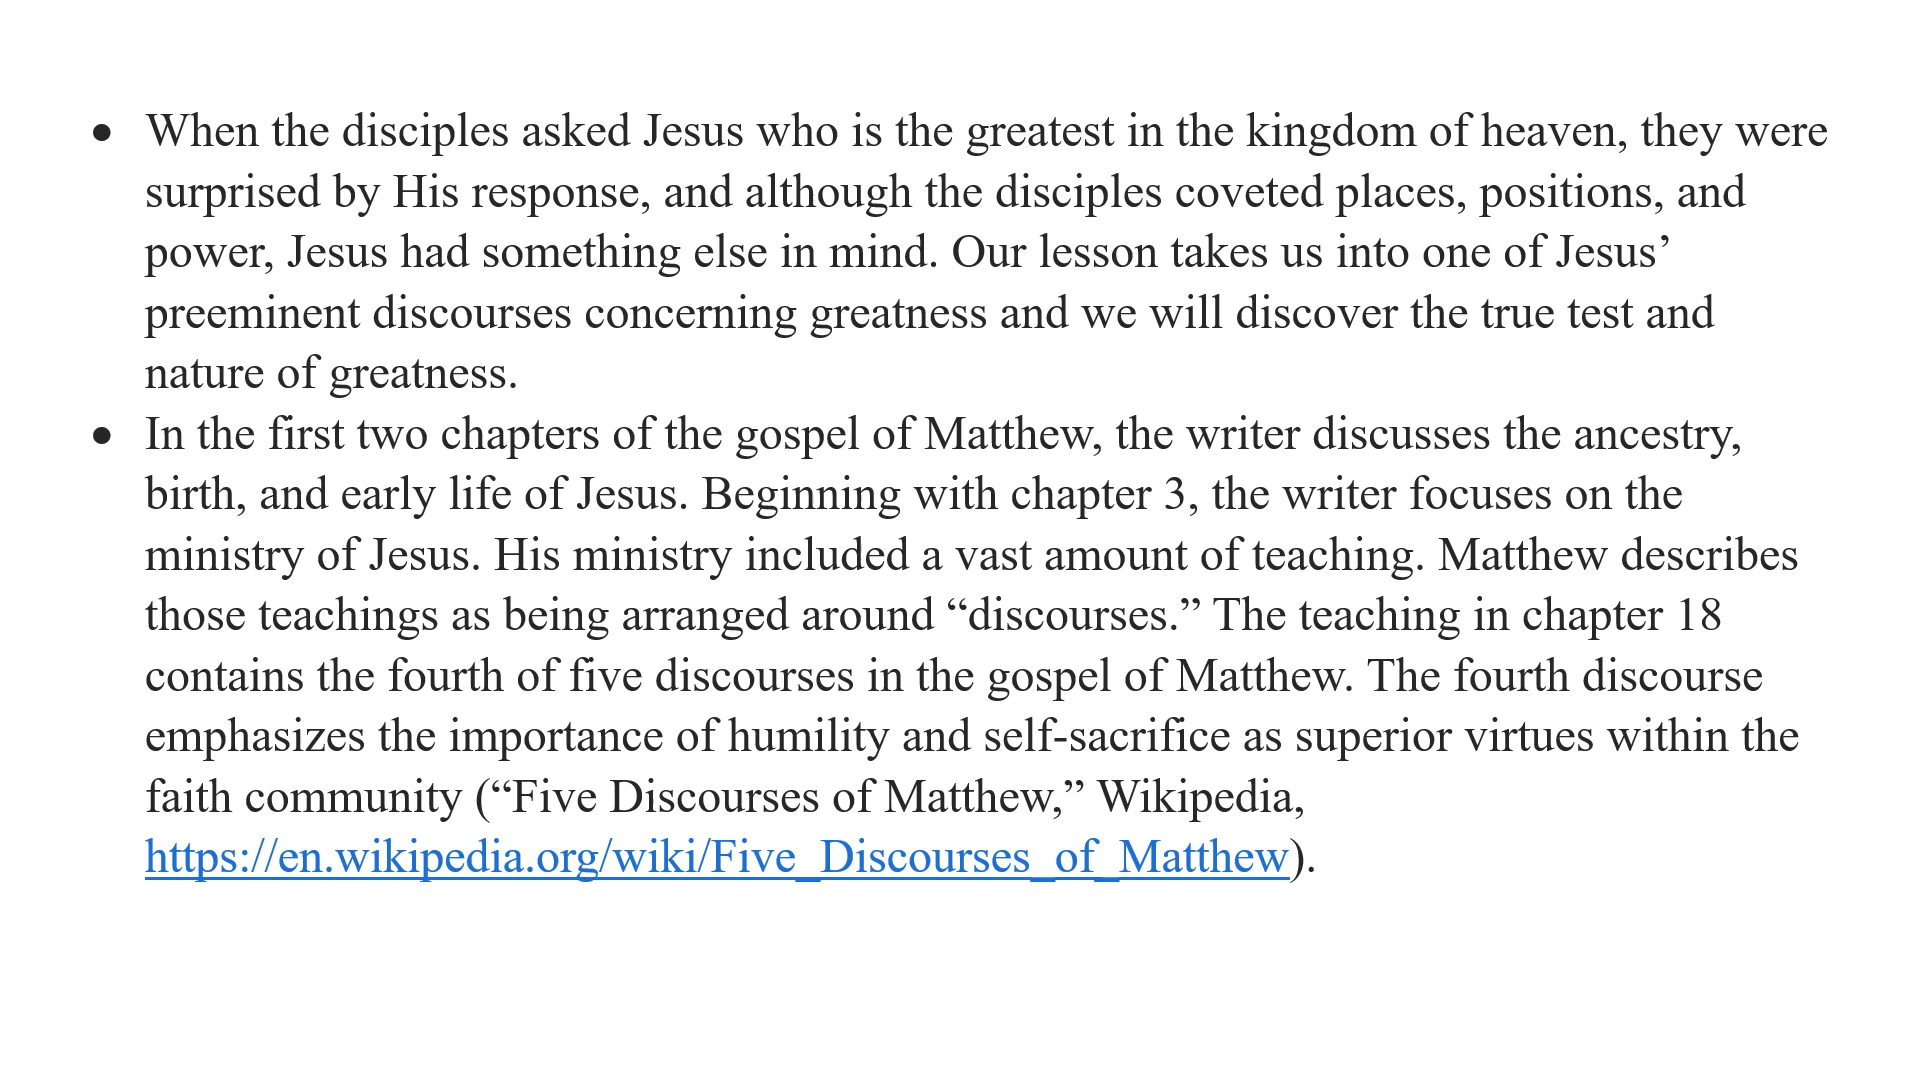 • When the disciples asked Jesus who is the greatest in the kingdom of heaven, they were
surprised by His response, and although the disciples coveted places, positions, and
power, Jesus had something else in mind. Our lesson takes us into one of Jesus’
preeminent discourses concerning greatness and we will discover the true test and
nature of greatness.
• In the first two chapters of the gospel of Matthew, the writer discusses the ancestry,
birth, and early life of Jesus. Beginning with chapter 3, the writer focuses on the
ministry of Jesus. His ministry included a vast amount of teaching. Matthew describes
those teachings as being arranged around “discourses.” The teaching in chapter 18
contains the fourth of five discourses in the gospel of Matthew. The fourth discourse
emphasizes the importance of humility and self-sacrifice as superior virtues within the
faith community (“Five Discourses of Matthew,” Wikipedia,
https://en.wikipedia.org/wiki/Five_Discourses_of_Matthew).